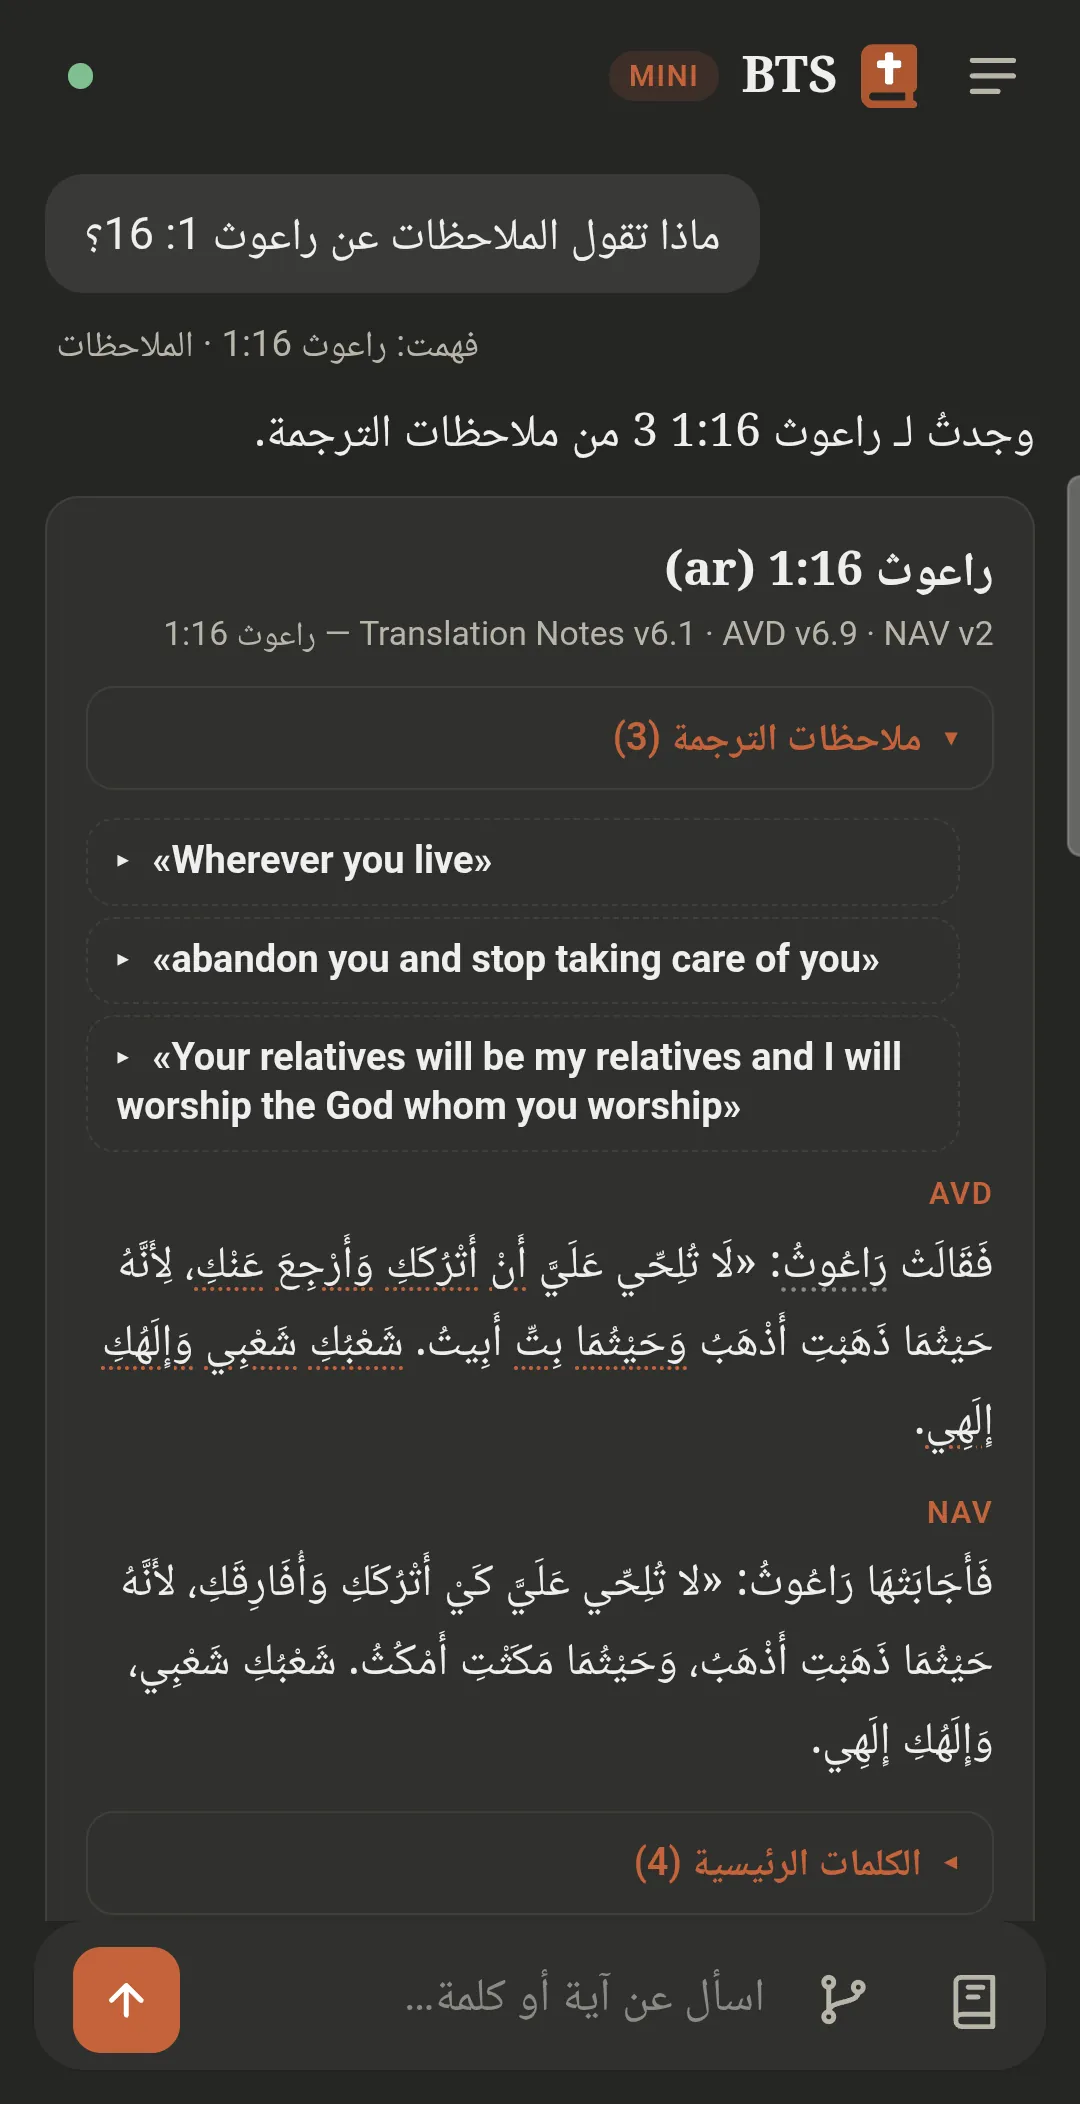 BTS MINI
ماذا تقول الملاحظات عن راعوث 1: 16؟
فهمت: راعوث 1:16 · الملاحظات
وجدتُ لـ راعوث 1:16 3 من ملاحظات الترجمة.
راعوث 1:16 (ar)
راعوث 1:16 — Translation Notes v6.1 · AVD v6.9 · NAV v2
▾ ملاحظات الترجمة (3)
▸ «Wherever you live»
▸ «abandon you and stop taking care of you»
▸ «Your relatives will be my relatives and I will
worship the God whom you worship»
AVD
فَقَالَتْ رَاعُوثُ: «لَا تُلِحِّي عَلَيَّ أَنْ أَتْرُكَكِ وَأَرْجِعَ عَنْكِ، لِأَنَّهُ
حَيْثُمَا ذَهَبْتِ أَذْهَبُ وَحَيْثُمَا بِتِّ أَبِيتُ. شَعْبُكِ شَعْبِي وَإِلَهُكِ
إِلَهِي.
NAV
فَأَجَابَتْهَا رَاعُوثُ: «لا تُلِحِّي عَلَيَّ كَيْ أَتْرُكَكِ وَأُفَارِقَكِ، لأَنَّهُ
حَيْثُمَا ذَهَبْتِ أَذْهَبُ، وَحَيْثُمَا مَكَثْتِ أَمْكُثُ. شَعْبُكِ شَعْبِي،
وَإِلَهُكِ إِلَهِي.
◂ الكلمات الرئيسية (4)
اسأل عن آية أو كلمة...